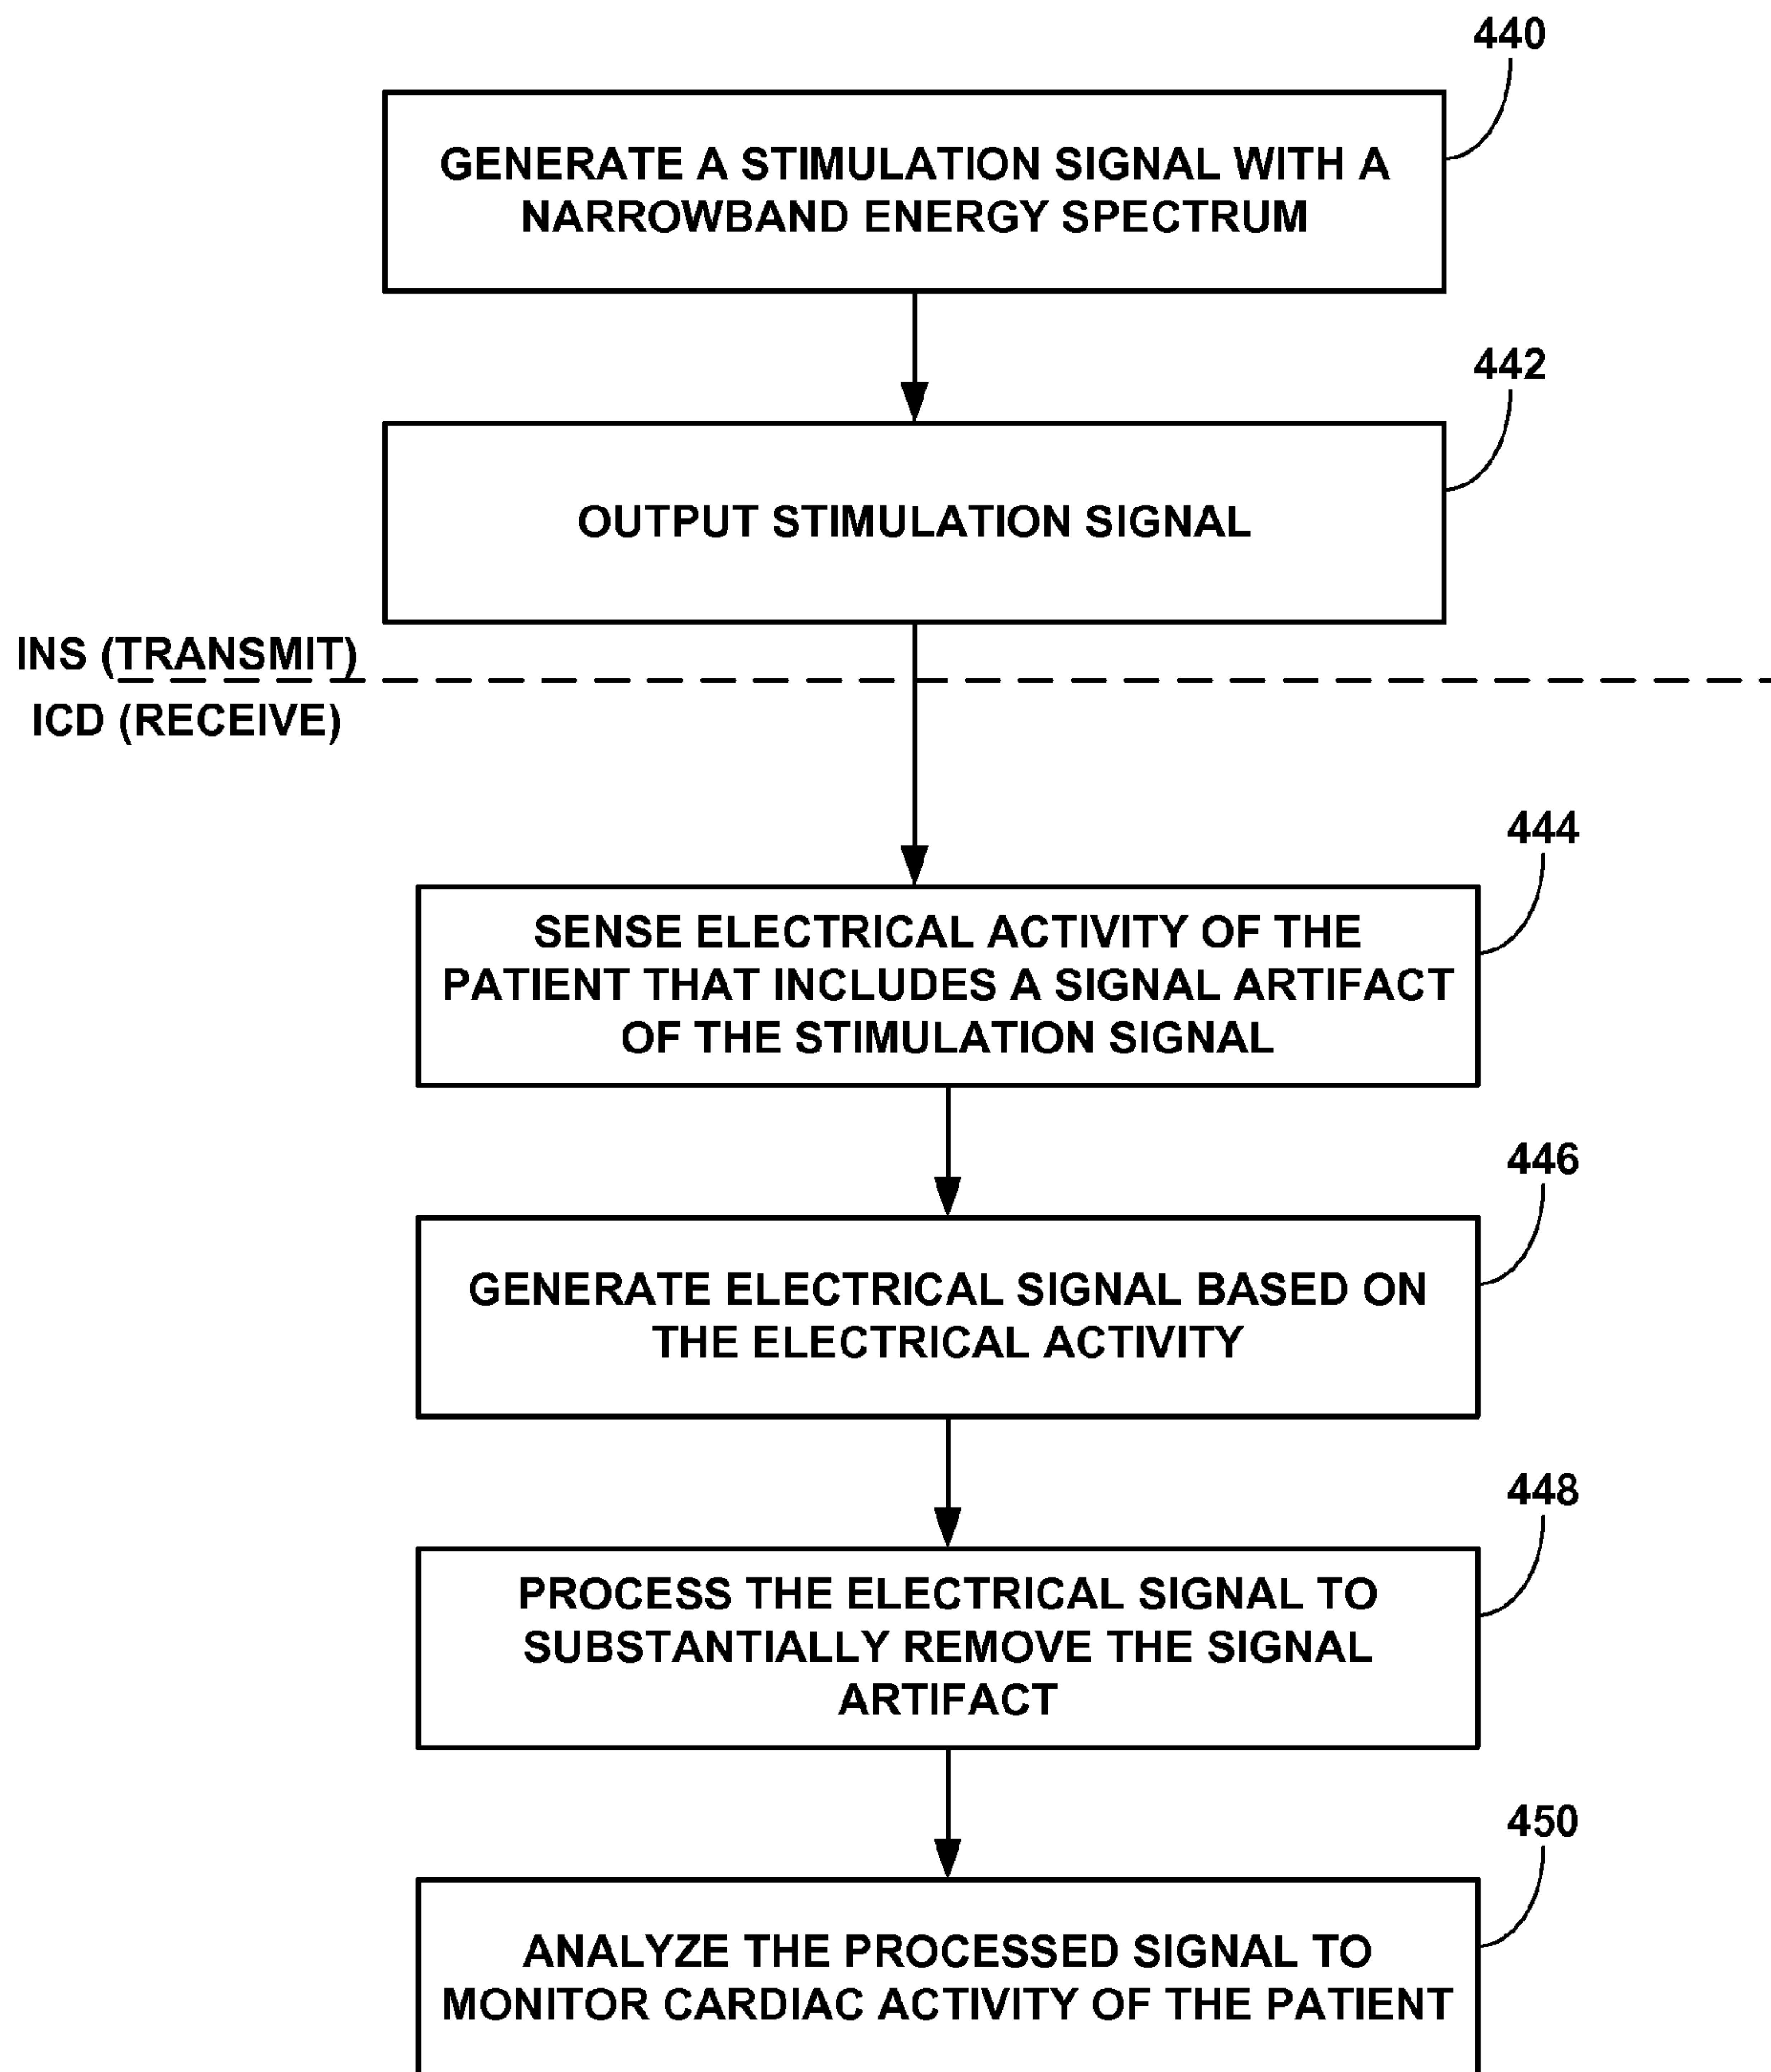 440
GENERATE A STIMULATION SIGNAL WITH A
NARROWBAND ENERGY SPECTRUM
442
OUTPUT STIMULATION SIGNAL
INS (TRANSMIT)
ICD (RECEIVE)
444
SENSE ELECTRICAL ACTIVITY OF THE
PATIENT THAT INCLUDES A SIGNAL ARTIFACT
OF THE STIMULATION SIGNAL
446
GENERATE ELECTRICAL SIGNAL BASED ON
THE ELECTRICAL ACTIVITY
448
PROCESS THE ELECTRICAL SIGNAL TO
SUBSTANTIALLY REMOVE THE SIGNAL
ARTIFACT
450
ANALYZE THE PROCESSED SIGNAL TO
MONITOR CARDIAC ACTIVITY OF THE PATIENT